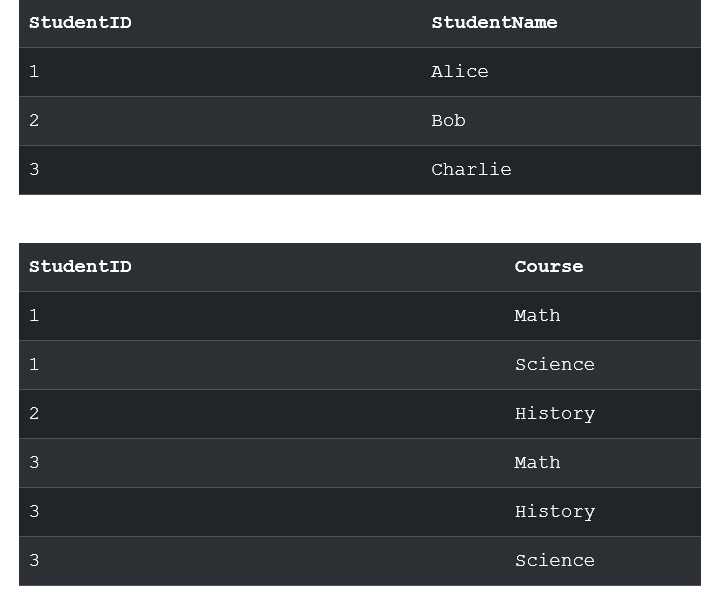 StudentID StudentName
1 Alice
2 Bob
3 Charlie
StudentID Course
1 Math
1 Science
2 History
3 Math
3 History
3 Science